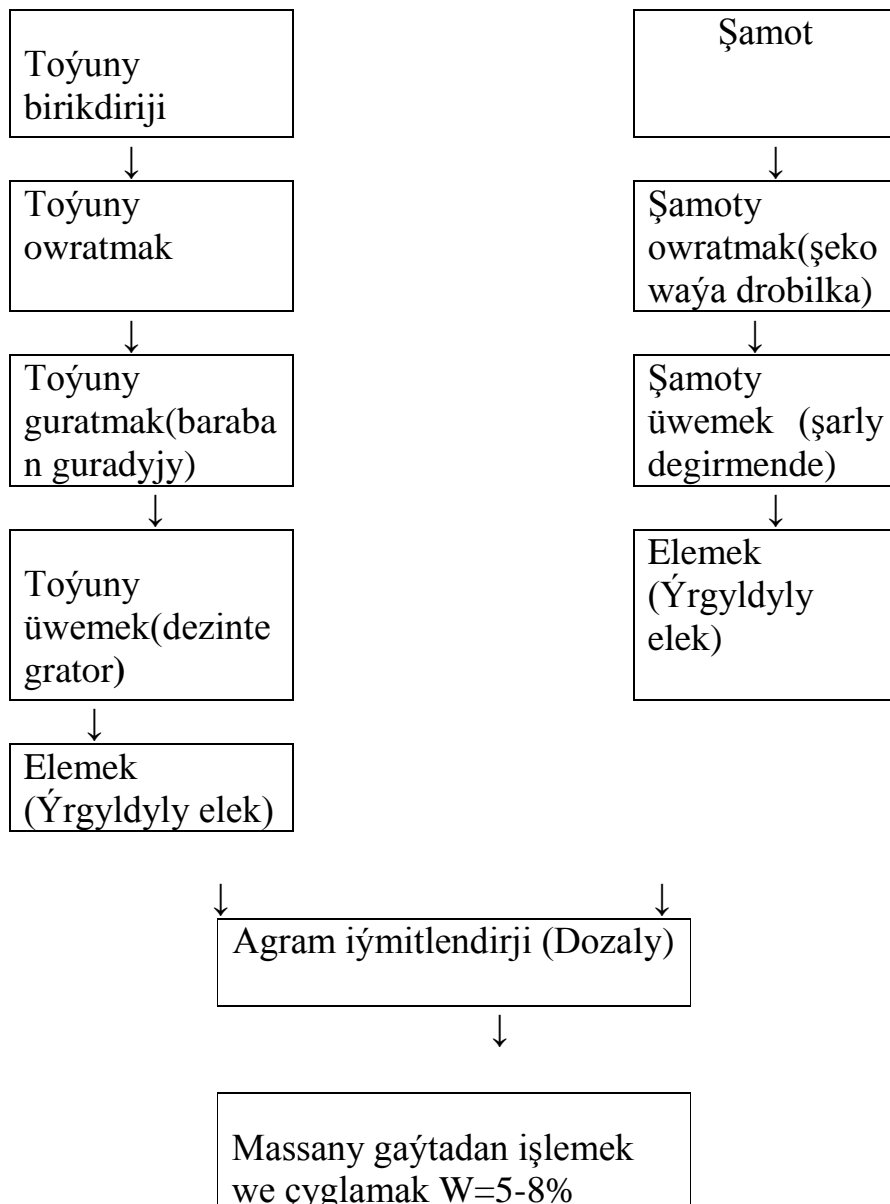 Toýuny
birikdiriji
↓
Toýuny
owratmak
↓
Toýuny
guratmak(baraba
n guradyjy)
↓
Toýuny
üwemek(dezinte
grator)
↓
Elemek
(Ýrgyldyly elek)
↓
Şamot
↓
Şamoty
owratmak(şeko
waýa drobilka)
↓
Şamoty
üwemek (şarly
degirmende)
↓
Elemek
(Ýrgyldyly
elek)
↓
Agram iýmitlendirji (Dozaly)
↓
Massany gaýtadan işlemek
we çyglamak W=5-8%